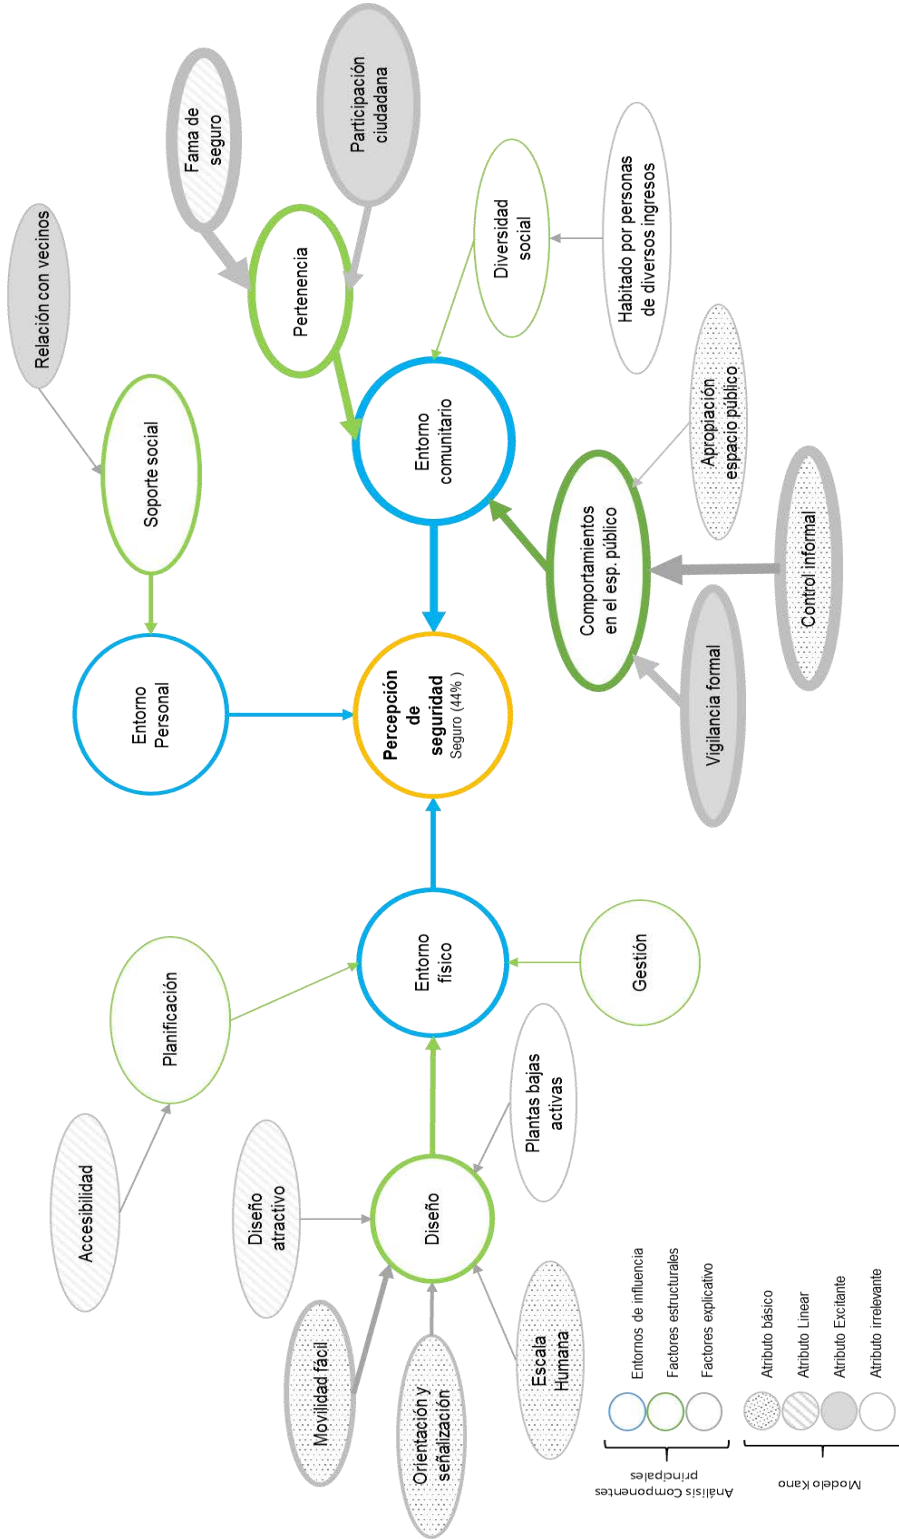 Accesibilidad
Planificación
Diseño
atractivo
Movilidad fácil
Orientación y
señalización
Escala
Humana
Diseño
Plantas bajas
activas
Gestión
Entorno
físico
Entorno
Personal
Soporte social
Relación con vecinos
Percepción
de
seguridad
Seguro (44% )
Entorno
comunitario
Pertenencia
Fama de
seguro
Participación
ciudadana
Diversidad
social
Habitado por personas
de diversos ingresos
Comportamientos
en el esp. público
Apropiación
espacio público
Control informal
Vigilancia formal
Análisis Componentes
principales
Entornos de influencia
Factores estructurales
Factores explicativo
Modelo Kano
Atributo básico
Atributo Linear
Atributo Excitante
Atributo irrelevante